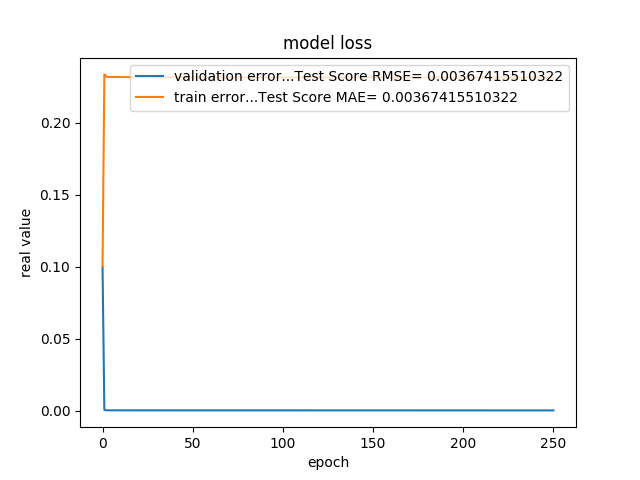 model loss
validation error...Test Score RMSE= 0.00367415510322
train error...Test Score MAE= 0.00367415510322
0.20
0.15
0.10
0.05
0.00
real value
0 50 100 150 200 250
epoch